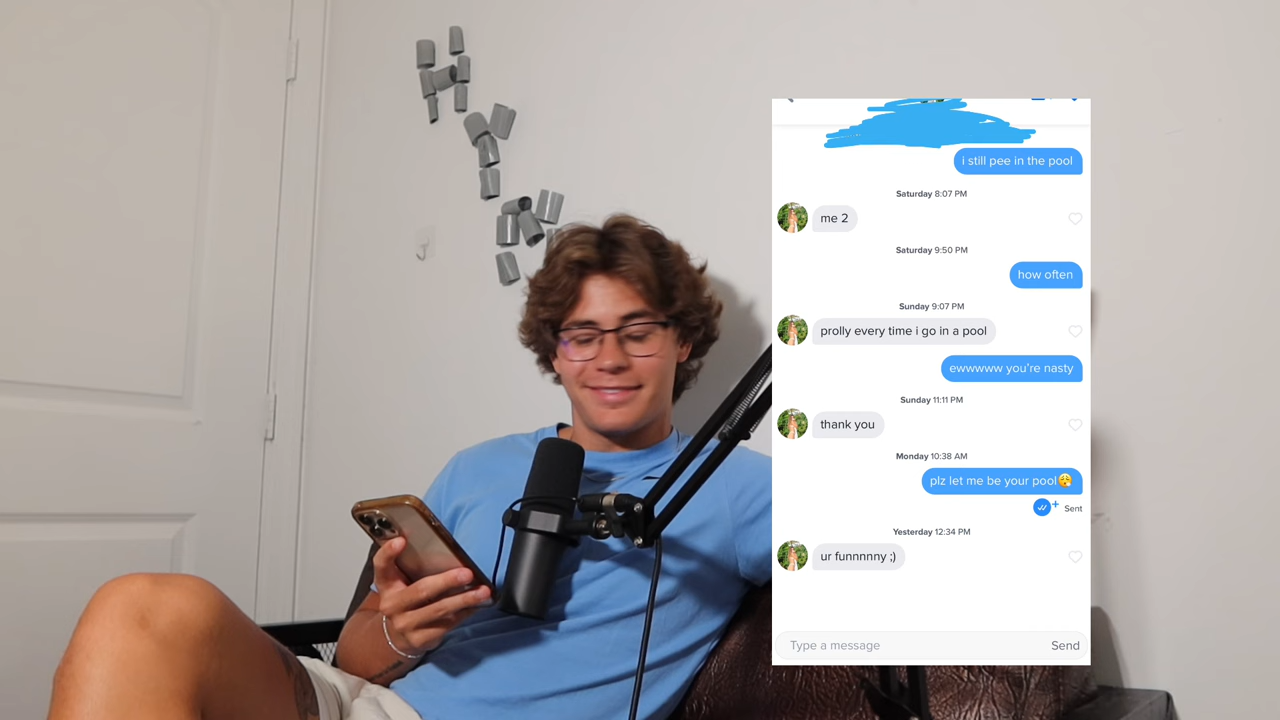 i still pee in the pool
Saturday 8:07 PM
me 2
Saturday 9:50 PM
how often
Sunday 9:07 PM
prolly every time i go in a pool
ewwwww you're nasty
Sunday 11:11 PM
thank you
Monday 10:38 AM
plz let me be your pool🥱
Sent
Yesterday 12:34 PM
ur funnnnny ;)
Type a message
Send